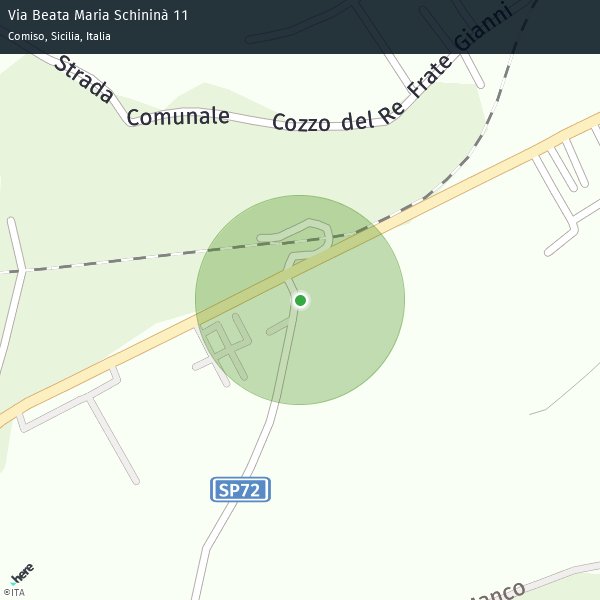 Via Beata Maria Schininà 11
Comiso, Sicilia, Italia
Strada Comunale Cozzo del Re Frate Gianni
SP72
here
©ITA